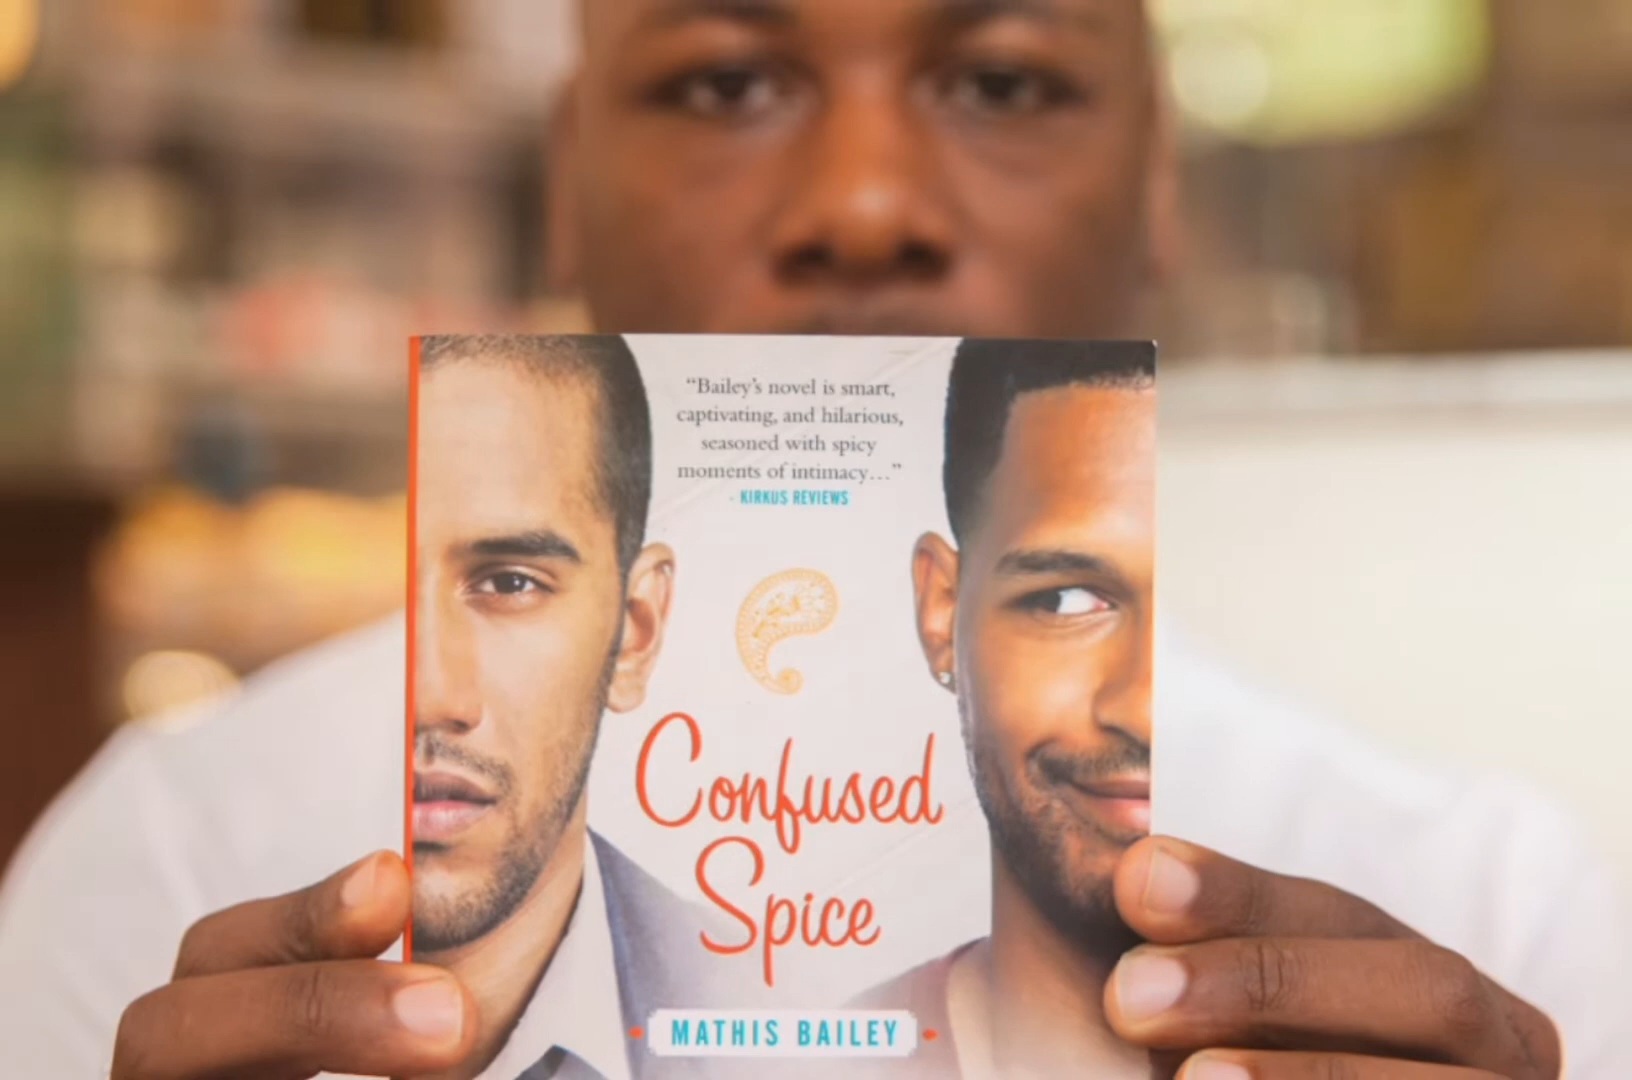 “Bailey’s novel is smart,
captivating, and hilarious,
seasoned with spicy
moments of intimacy…”
- KIRKUS REVIEWS
Confused
Spice
MATHIS BAILEY